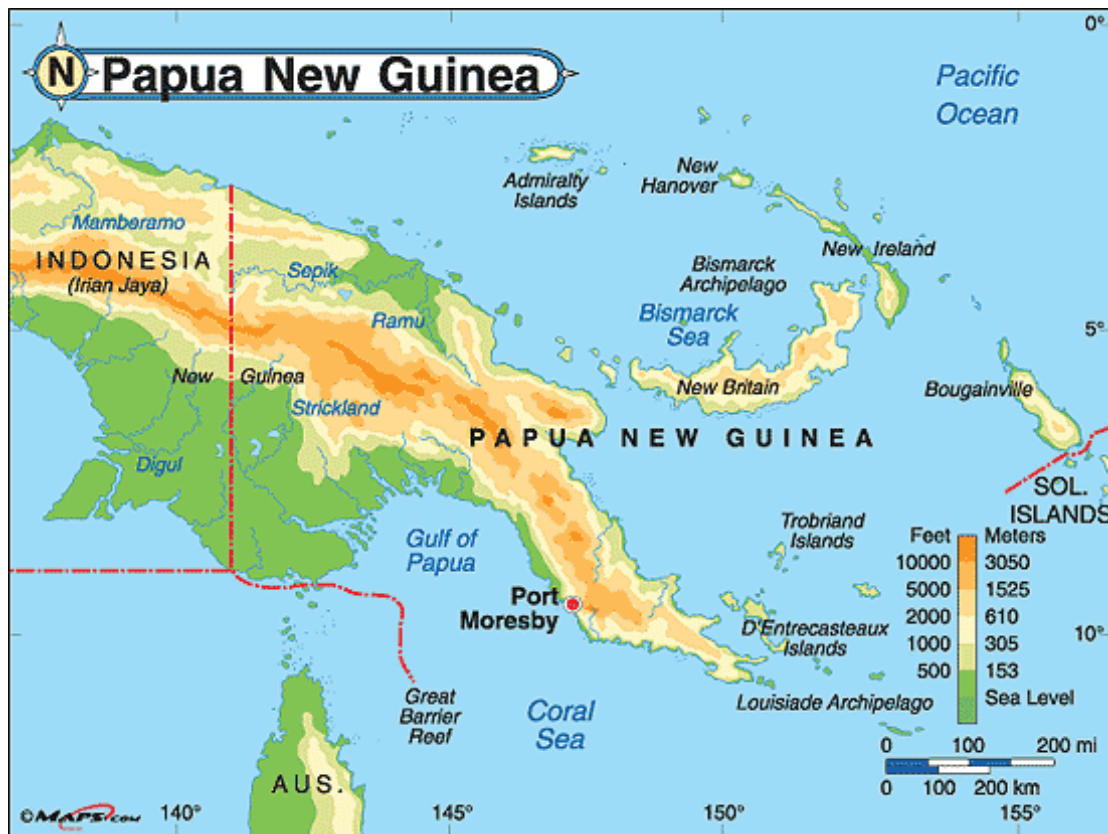 N Papua New Guinea
0°
Pacific
Ocean
New
Hanover
Admiralty
Islands
Mamberamo
INDONESIA
(Irian Jaya)
Sepik
New Ireland
Bismarck
Archipelago
Bismarck
Sea
Ramu
5°
New Guinea
New Britain
Bougainville
Strickland
PAPUA NEW GUINEA
Digul
SOL.
ISLANDS
Gulf of
Papua
Trobriand
Islands
Feet Meters
10000 3050
5000 1525
2000 610
1000 305
500 153
Sea Level
Port
Moresby
D'Entrecasteaux
Islands
10°
Louisiade Archipelago
Great
Barrier
Reef
Coral
Sea
0 100 200 mi
0 100 200 km
AUS.
©MAPS.COM
140° 145° 150° 155°